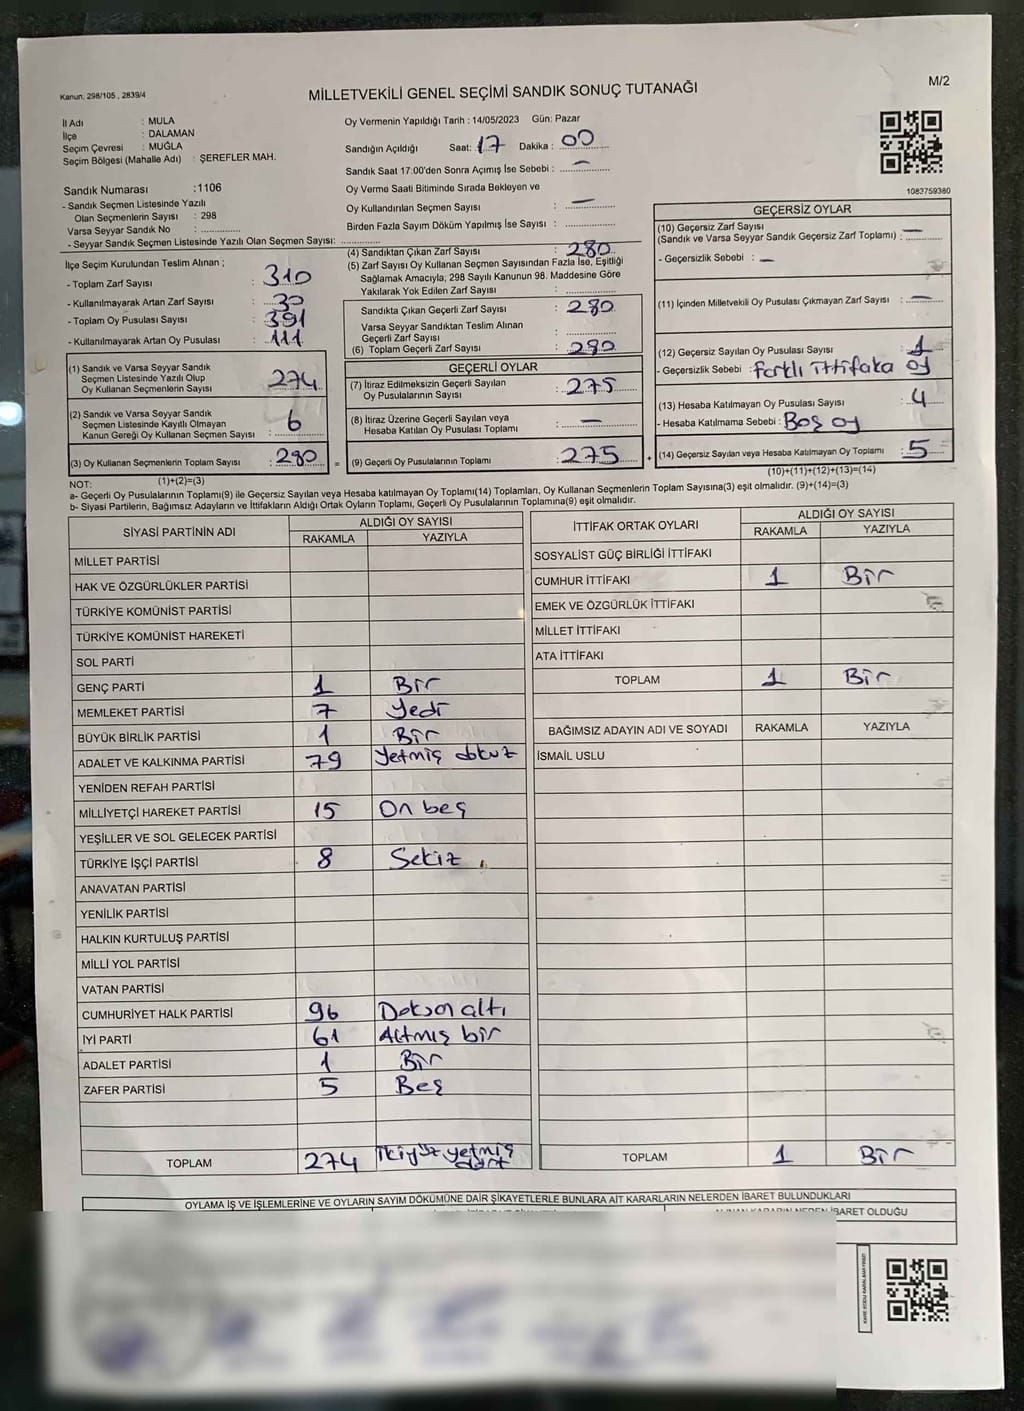 Kanun, 298/105 , 2839/4
M/2
MİLLETVEKİLİ GENEL SEÇİMİ SANDIK SONUÇ TUTANAĞI
İl Adı : MULA
İlçe : DALAMAN
Seçim Çevresi : MUĞLA
Seçim Bölgesi (Mahalle Adı) : ŞEREFLER MAH.
Sandık Numarası :1106
- Sandık Seçmen Listesinde Yazılı
Olan Seçmenlerin Sayısı : 298
Varsa Seyyar Sandık No : ................
- Seyyar Sandık Seçmen Listesinde Yazılı Olan Seçmen Sayısı: ................
Oy Vermenin Yapıldığı Tarih : 14/05/2023 Gün: Pazar
Sandığın Açıldığı Saat: 17 Dakika : 00
Sandık Saat 17:00'den Sonra Açımış İse Sebebi : —
Oy Verme Saati Bitiminde Sırada Bekleyen ve
Oy Kullandırılan Seçmen Sayısı : —
Birden Fazla Sayım Döküm Yapılmış İse Sayısı : ................
1083759380
İlçe Seçim Kurulundan Teslim Alınan ;
- Toplam Zarf Sayısı : 310
- Kullanılmayarak Artan Zarf Sayısı : 30
- Toplam Oy Pusulası Sayısı : 391
- Kullanılmayarak Artan Oy Pusulası : 111
(1) Sandık ve Varsa Seyyar Sandık
Seçmen Listesinde Yazılı Olup
Oy Kullanan Seçmenlerin Sayısı : 274
(2) Sandık ve Varsa Seyyar Sandık
Seçmen Listesinde Kayıtlı Olmayan
Kanun Gereği Oy Kullanan Seçmen Sayısı : 6
(3) Oy Kullanan Seçmenlerin Toplam Sayısı : 280
(1)+(2)=(3)
(4) Sandıktan Çıkan Zarf Sayısı : 280
(5) Zarf Sayısı Oy Kullanan Seçmen Sayısından Fazla İse, Eşitliği
Sağlamak Amacıyla, 298 Sayılı Kanunun 98. Maddesine Göre
Yakılarak Yok Edilen Zarf Sayısı : ................
Sandıkta Çıkan Geçerli Zarf Sayısı : 280
Varsa Seyyar Sandıktan Teslim Alınan
Geçerli Zarf Sayısı : ................
(6) Toplam Geçerli Zarf Sayısı : 280
GEÇERLİ OYLAR
(7) İtiraz Edilmeksizin Geçerli Sayılan
Oy Pusulalarının Sayısı : 275
(8) İtiraz Üzerine Geçerli Sayılan veya
Hesaba Katılan Oy Pusulası Toplamı : —
= (9) Geçerli Oy Pusulalarının Toplamı : 275 +
GEÇERSİZ OYLAR
(10) Geçersiz Zarf Sayısı
(Sandık ve Varsa Seyyar Sandık Geçersiz Zarf Toplamı) : —
- Geçersizlik Sebebi : —
(11) İçinden Milletvekili Oy Pusulası Çıkmayan Zarf Sayısı : —
(12) Geçersiz Sayılan Oy Pusulası Sayısı : 1
- Geçersizlik Sebebi : farklı ittifaka oy
(13) Hesaba Katılmayan Oy Pusulası Sayısı : 4
- Hesaba Katılmama Sebebi : Boş oy
(14) Geçersiz Sayılan veya Hesaba Katılmayan Oy Toplamı : 5
(10)+(11)+(12)+(13)=(14)
NOT:
a- Geçerli Oy Pusulalarının Toplamı(9) ile Geçersiz Sayılan veya Hesaba katılmayan Oy Toplamı(14) Toplamları, Oy Kullanan Seçmenlerin Toplam Sayısına(3) eşit olmalıdır. (9)+(14)=(3)
b- Siyasi Partilerin, Bağımsız Adayların ve İttifakların Aldığı Ortak Oyların Toplamı, Geçerli Oy Pusulalarının Toplamına(9) eşit olmalıdır.
SİYASİ PARTİNİN ADI ALDIĞI OY SAYISI
RAKAMLA YAZIYLA
MİLLET PARTİSİ
HAK VE ÖZGÜRLÜKLER PARTİSİ
TÜRKİYE KOMÜNİST PARTİSİ
TÜRKİYE KOMÜNİST HAREKETİ
SOL PARTİ
GENÇ PARTİ 1 Bir
MEMLEKET PARTİSİ 7 Yedi
BÜYÜK BİRLİK PARTİSİ 1 Bir
ADALET VE KALKINMA PARTİSİ 79 Yetmiş dokuz
YENİDEN REFAH PARTİSİ
MİLLİYETÇİ HAREKET PARTİSİ 15 On beş
YEŞİLLER VE SOL GELECEK PARTİSİ
TÜRKİYE İŞÇİ PARTİSİ 8 Sekiz
ANAVATAN PARTİSİ
YENİLİK PARTİSİ
HALKIN KURTULUŞ PARTİSİ
MİLLİ YOL PARTİSİ
VATAN PARTİSİ
CUMHURİYET HALK PARTİSİ 96 Doksan altı
İYİ PARTİ 61 Altmış bir
ADALET PARTİSİ 1 Bir
ZAFER PARTİSİ 5 Beş
TOPLAM 274 ikiyüz yetmiş dört
İTTİFAK ORTAK OYLARI ALDIĞI OY SAYISI
RAKAMLA YAZIYLA
SOSYALİST GÜÇ BİRLİĞİ İTTİFAKI
CUMHUR İTTİFAKI 1 Bir
EMEK VE ÖZGÜRLÜK İTTİFAKI
MİLLET İTTİFAKI
ATA İTTİFAKI
TOPLAM 1 Bir
BAĞIMSIZ ADAYIN ADI VE SOYADI RAKAMLA YAZIYLA
İSMAİL USLU
TOPLAM 1 Bir
OYLAMA İŞ VE İŞLEMLERİNE VE OYLARIN SAYIM DÖKÜMÜNE DAİR ŞİKAYETLERLE BUNLARA AİT KARARLARIN NELERDEN İBARET BULUNDUKLARI
İBARET OLDUĞU